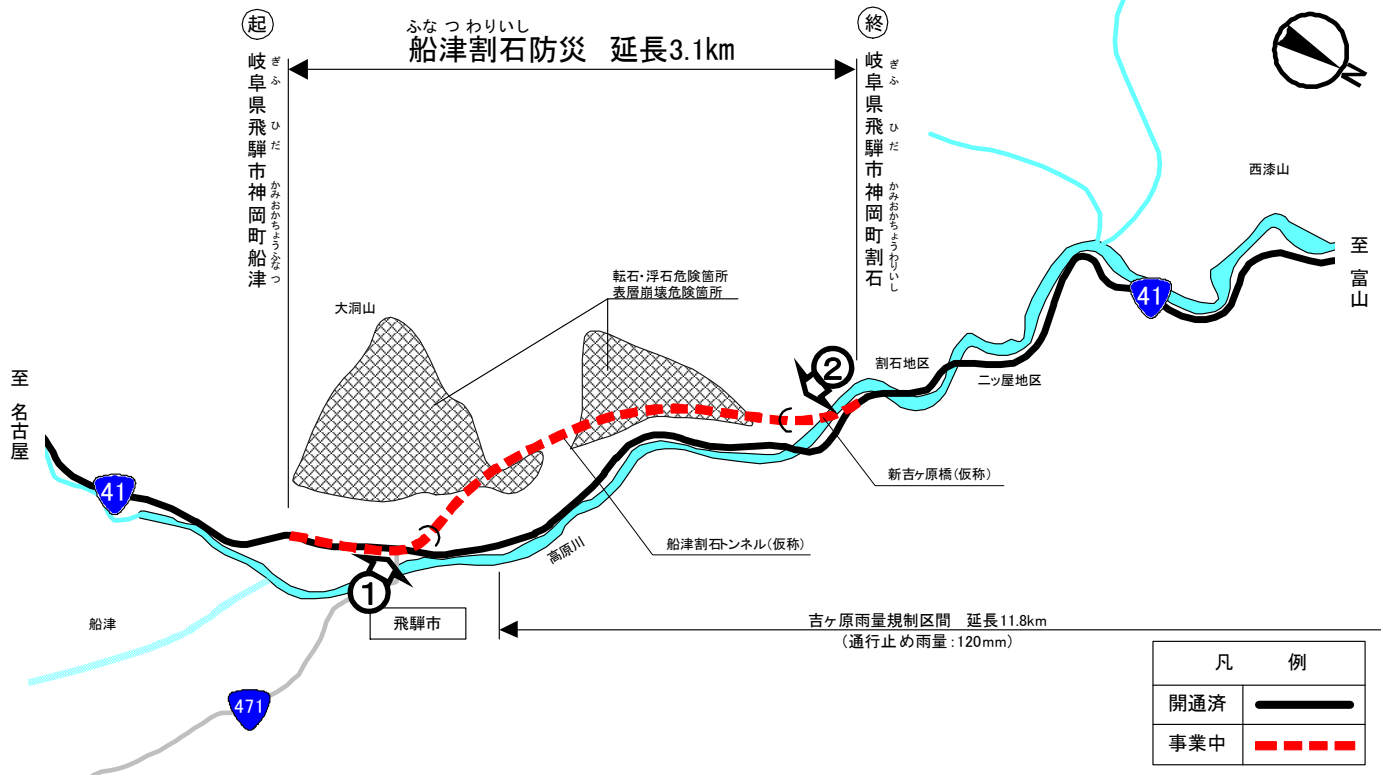 起
ふなつわりいし
船津割石防災 延長3.1km
終
N
岐阜県飛騨市神岡町船津
ぎふ ひだ かみおかちょうふなつ
岐阜県飛騨市神岡町割石
ぎふ ひだ かみおかちょうわりいし
西漆山
至 富山
41
転石・浮石危険箇所
表層崩壊危険箇所
大洞山
②
割石地区
二ッ屋地区
至 名古屋
新吉ヶ原橋(仮称)
41
船津割石トンネル(仮称)
高原川
①
飛騨市
船津
吉ヶ原雨量規制区間 延長11.8km
(通行止め雨量:120mm)
471
凡 例
開通済
事業中